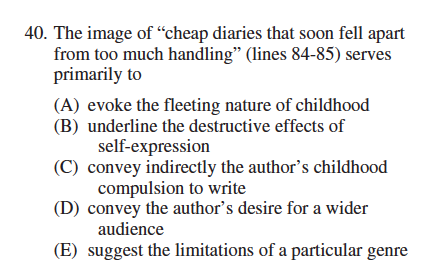 40. The image of “cheap diaries that soon fell apart
from too much handling” (lines 84-85) serves
primarily to
(A) evoke the fleeting nature of childhood
(B) underline the destructive effects of
self-expression
(C) convey indirectly the author’s childhood
compulsion to write
(D) convey the author’s desire for a wider
audience
(E) suggest the limitations of a particular genre